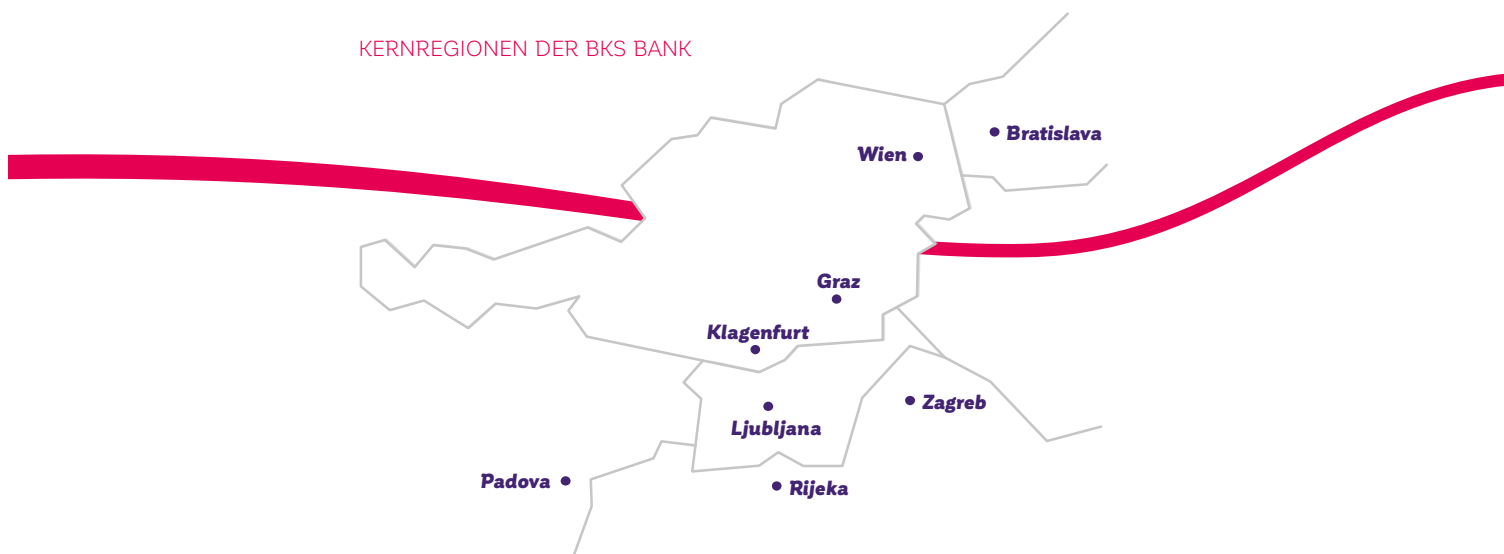 KERNREGIONEN DER BKS BANK
Bratislava
Wien
Graz
Klagenfurt
Zagreb
Ljubljana
Padova
Rijeka